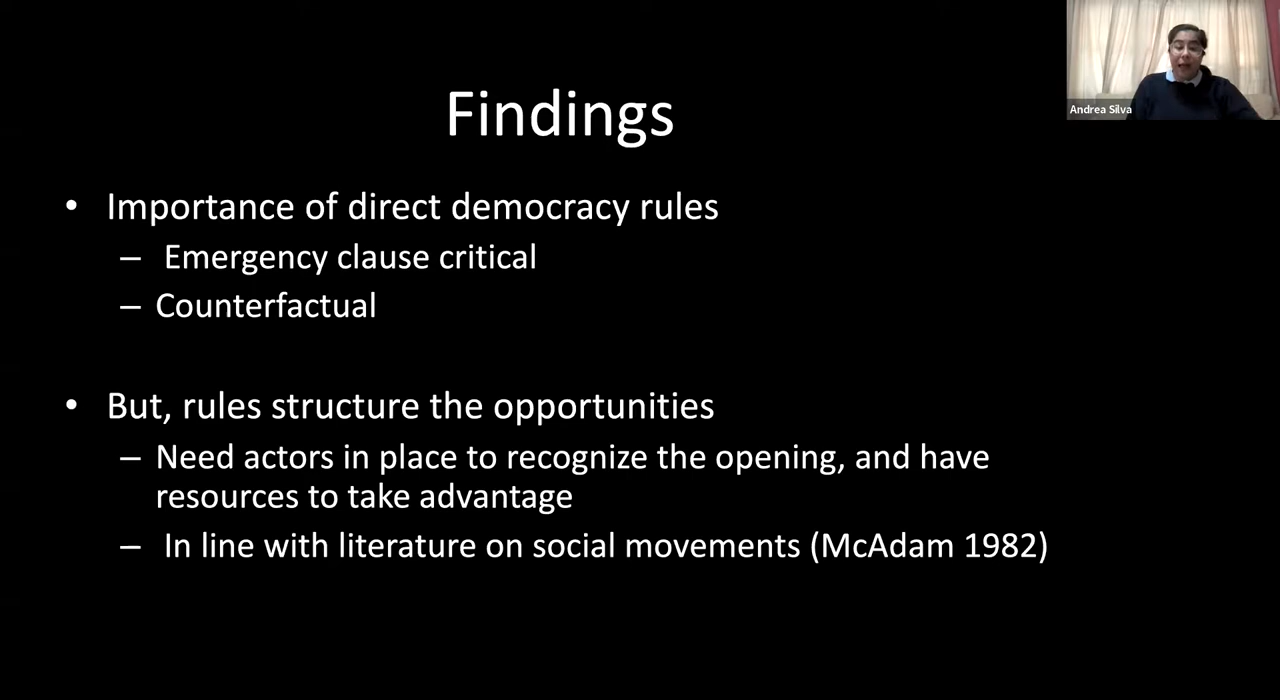 Andrea Silva
Findings
• Importance of direct democracy rules
– Emergency clause critical
– Counterfactual
• But, rules structure the opportunities
– Need actors in place to recognize the opening, and have
resources to take advantage
– In line with literature on social movements (McAdam 1982)